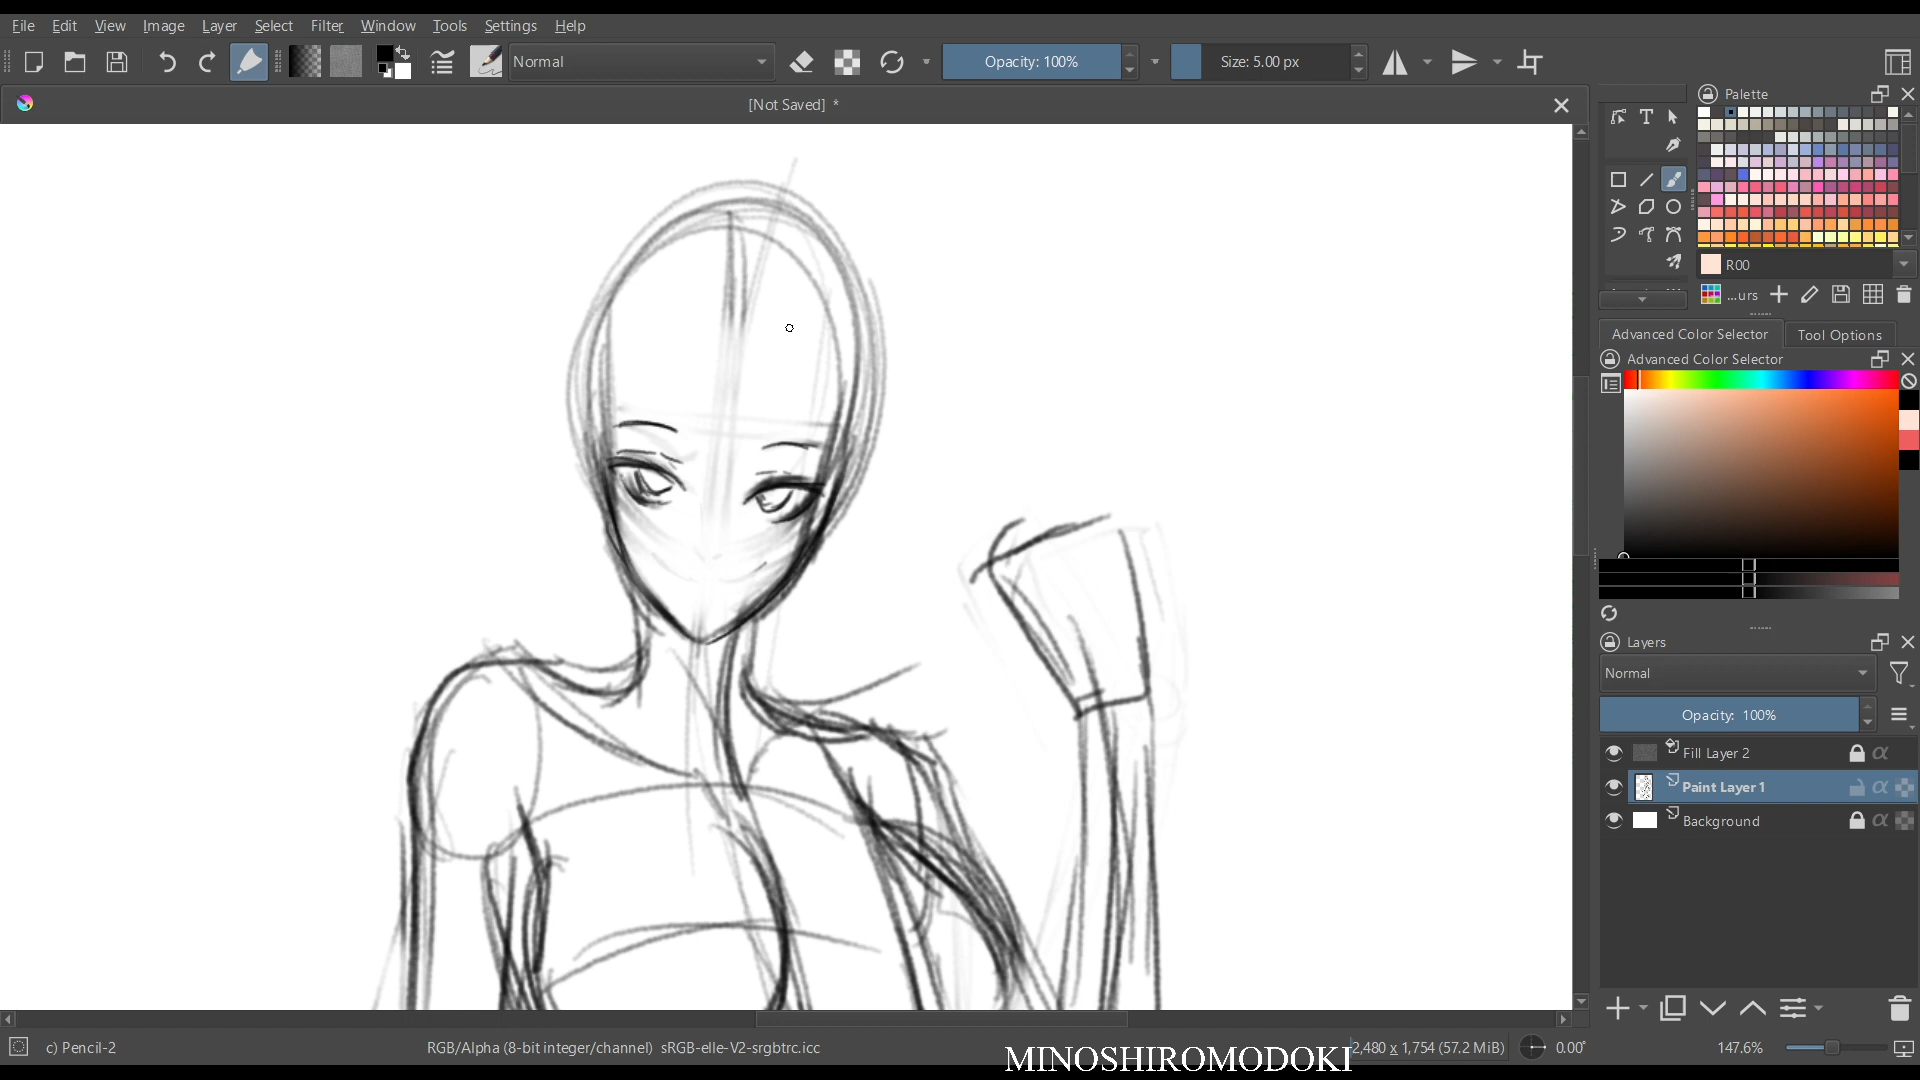 File Edit View Image Layer Select Filter Window Tools Settings Help
Normal Opacity: 100% Size: 5.00 px
[Not Saved] *
Palette
T
R00
...urs
Advanced Color Selector Tool Options
Advanced Color Selector
Layers
Normal
Opacity: 100%
Fill Layer 2
Paint Layer 1
Background
c) Pencil-2 RGB/Alpha (8-bit integer/channel) sRGB-elle-V2-srgbtrc.icc 2,480 x 1,754 (57.2 MiB) 0.00° 147.6%
MINOSHIROMODOKI